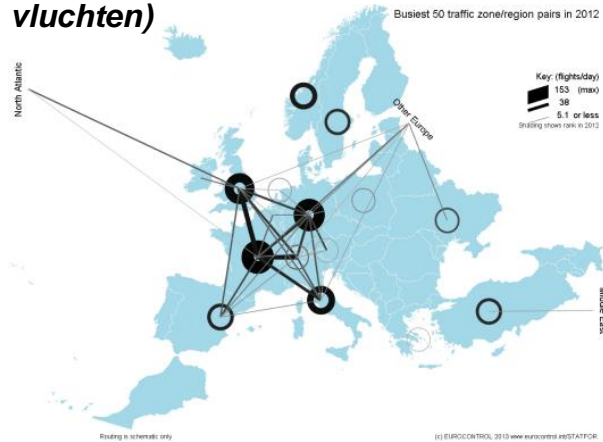 vluchten)
Busiest 50 traffic zone/region pairs in 2012
Key: (flights/day)
153 (max)
38
5.1 or less
Shading shows rank in 2012
North Atlantic
Other Europe
Routing is schematic only
(c) EUROCONTROL 2013 www.eurocontrol.int/STATFOR